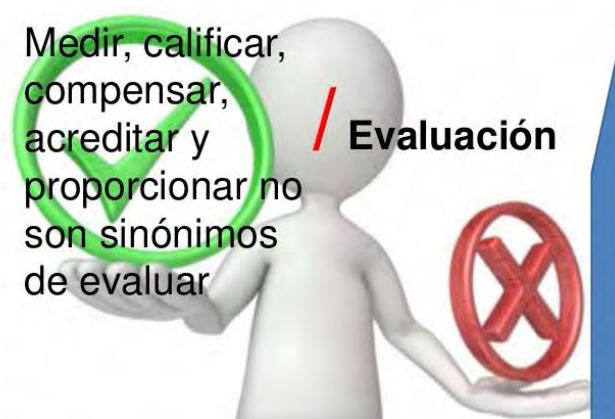 Medir, calificar,
compensar,
acreditar y
proporcionar no
son sinónimos
de evaluar
/ Evaluación